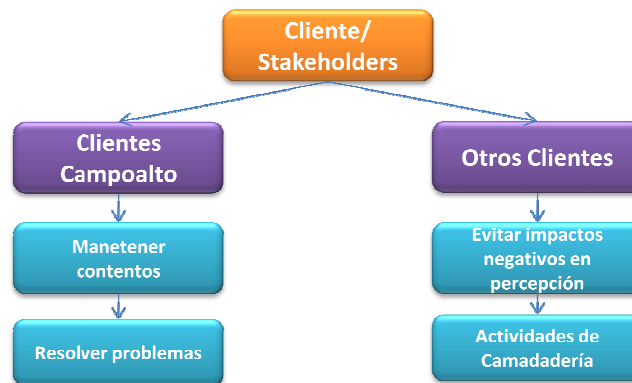 Cliente/
Stakeholders
Clientes
Campoalto
Otros Clientes
Manetener
contentos
Evitar impactos
negativos en
percepción
Resolver problemas
Actividades de
Camadadería